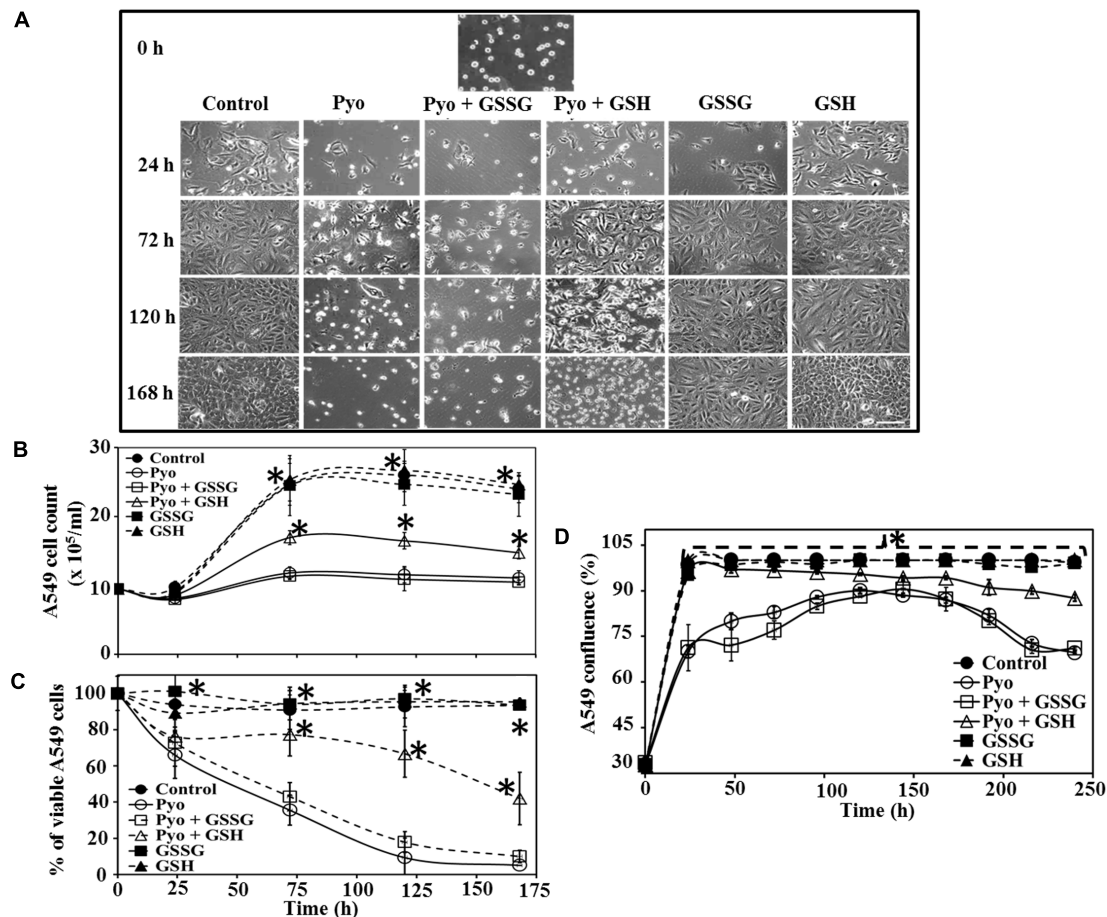 A
0 h
Control Pyo Pyo + GSSG Pyo + GSH GSSG GSH
24 h
72 h
120 h
168 h
B
30
20
10
0
A549 cell count
(x 10⁵/ml)
Control
Pyo
Pyo + GSSG
Pyo + GSH
GSSG
GSH
* * *
* * *
C
100
80
60
40
20
0
% of viable A549 cells
Control
Pyo
Pyo + GSSG
Pyo + GSH
GSSG
GSH
* * * *
* * *
0 25 50 75 100 125 150 175
Time (h)
D
105
90
75
60
45
30
A549 confluence (%)
*
Control
Pyo
Pyo + GSSG
Pyo + GSH
GSSG
GSH
0 50 100 150 200 250
Time (h)